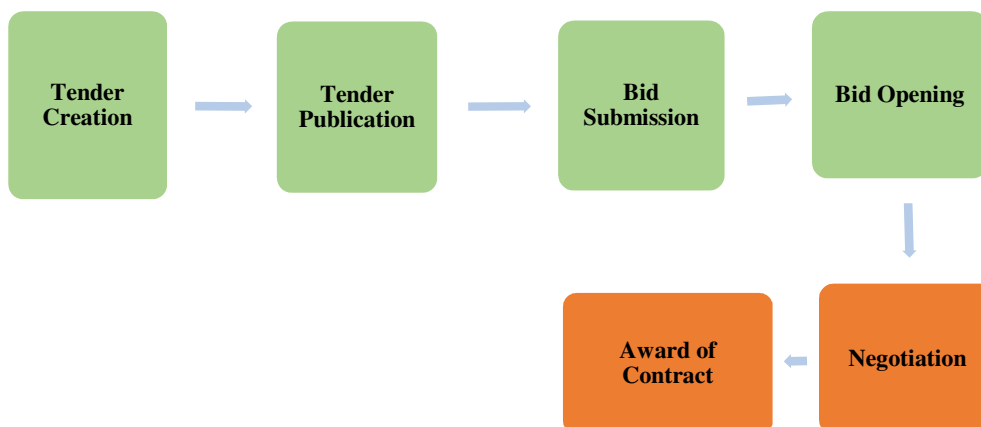 Tender
Creation
Tender
Publication
Bid
Submission
Bid Opening
Negotiation
Award of
Contract